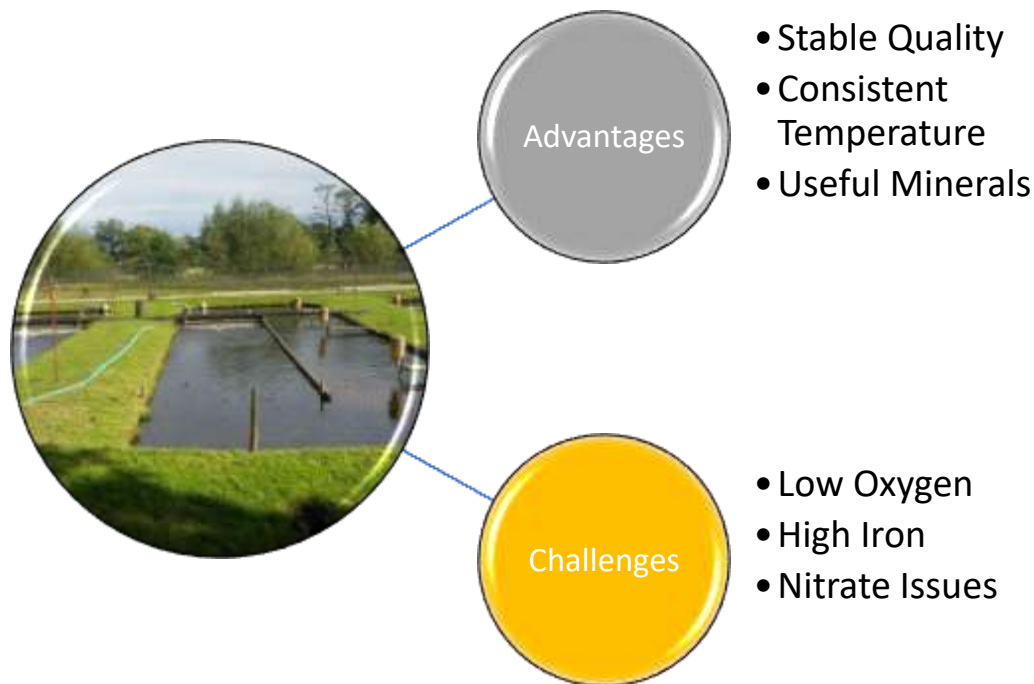 Advantages
• Stable Quality
• Consistent
Temperature
• Useful Minerals
Challenges
• Low Oxygen
• High Iron
• Nitrate Issues